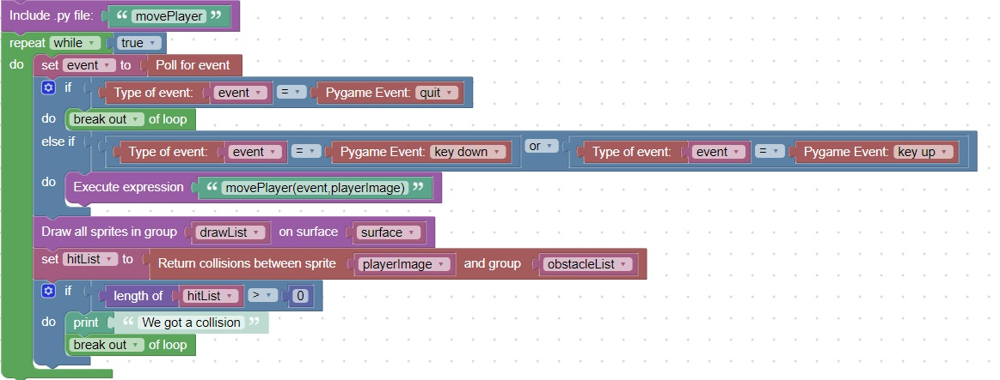 Include .py file: “ movePlayer ”
repeat while true
do set event to Poll for event
if Type of event: event = Pygame Event: quit
do break out of loop
else if Type of event: event = Pygame Event: key down or Type of event: event = Pygame Event: key up
do Execute expression “ movePlayer(event,playerImage) ”
Draw all sprites in group drawList on surface surface
set hitList to Return collisions between sprite playerImage and group obstacleList
if length of hitList > 0
do print “ We got a collision ”
break out of loop